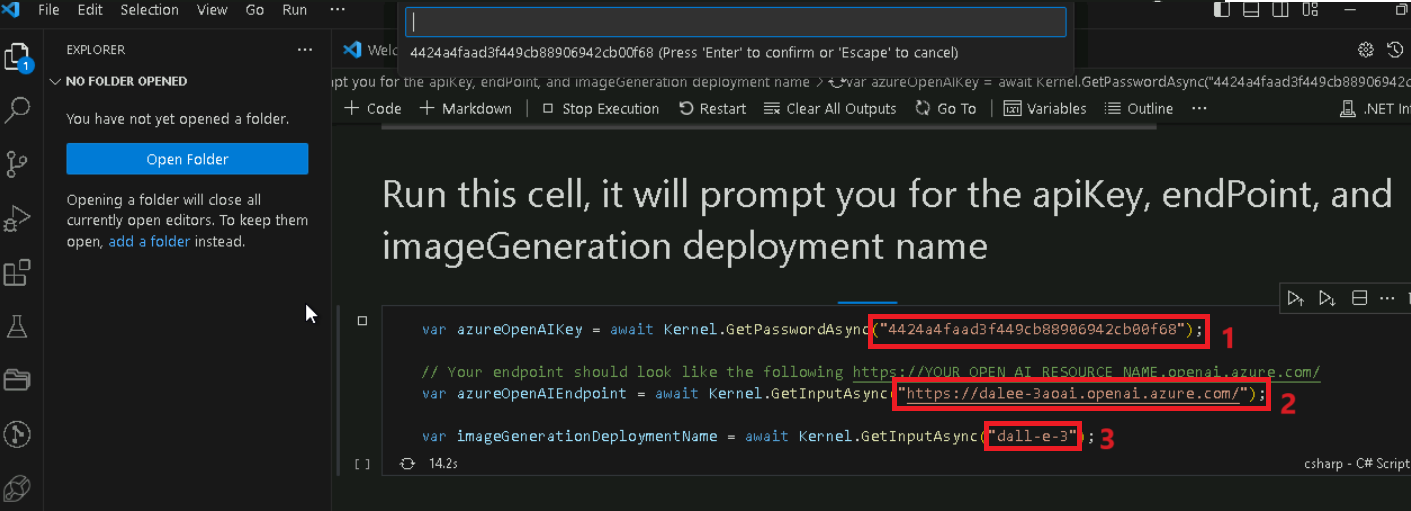 File Edit Selection View Go Run ...
EXPLORER ...
1
NO FOLDER OPENED
You have not yet opened a folder.
Open Folder
Opening a folder will close all
currently open editors. To keep them
open, add a folder instead.
Welc
4424a4faad3f449cb88906942cb00f68 (Press 'Enter' to confirm or 'Escape' to cancel)
pt you for the apiKey, endPoint, and imageGeneration deployment name > var azureOpenAIKey = await Kernel.GetPasswordAsync("4424a4faad3f449cb88906942c
+ Code + Markdown Stop Execution Restart Clear All Outputs Go To Variables Outline ... .NET Int
Run this cell, it will prompt you for the apiKey, endPoint, and
imageGeneration deployment name
var azureOpenAIKey = await Kernel.GetPasswordAsync("4424a4faad3f449cb88906942cb00f68"); 1
// Your endpoint should look like the following https://YOUR_OPEN_AI_RESOURCE_NAME.openai.azure.com/
var azureOpenAIEndpoint = await Kernel.GetInputAsync("https://dalee-3aoai.openai.azure.com/"); 2
var imageGenerationDeploymentName = await Kernel.GetInputAsync("dall-e-3"); 3
[ ] 14.2s csharp - C# Script